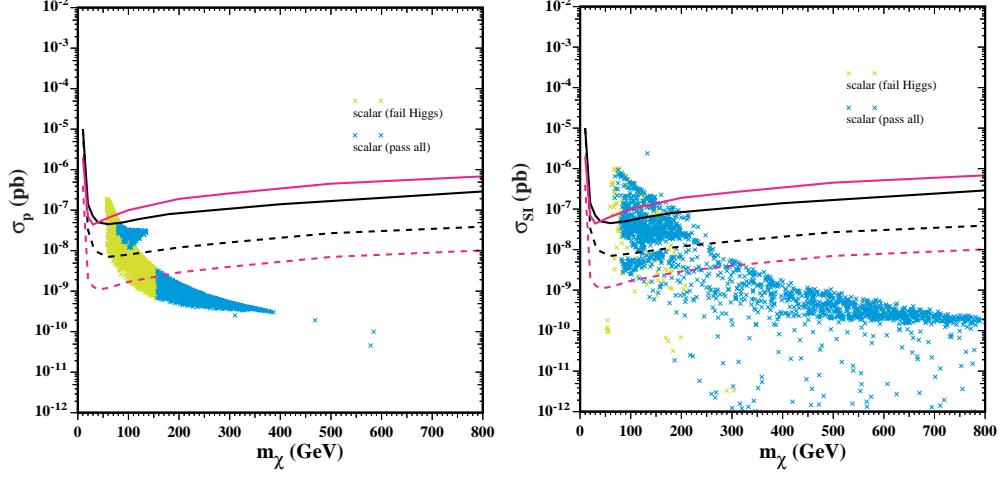 10^-2
10^-3
10^-4
10^-5
10^-6
10^-7
10^-8
10^-9
10^-10
10^-11
10^-12
σ_p (pb)
scalar (fail Higgs)
scalar (pass all)
0 100 200 300 400 500 600 700 800
m_χ (GeV)
10^-2
10^-3
10^-4
10^-5
10^-6
10^-7
10^-8
10^-9
10^-10
10^-11
10^-12
σ_SI (pb)
scalar (fail Higgs)
scalar (pass all)
0 100 200 300 400 500 600 700 800
m_χ (GeV)